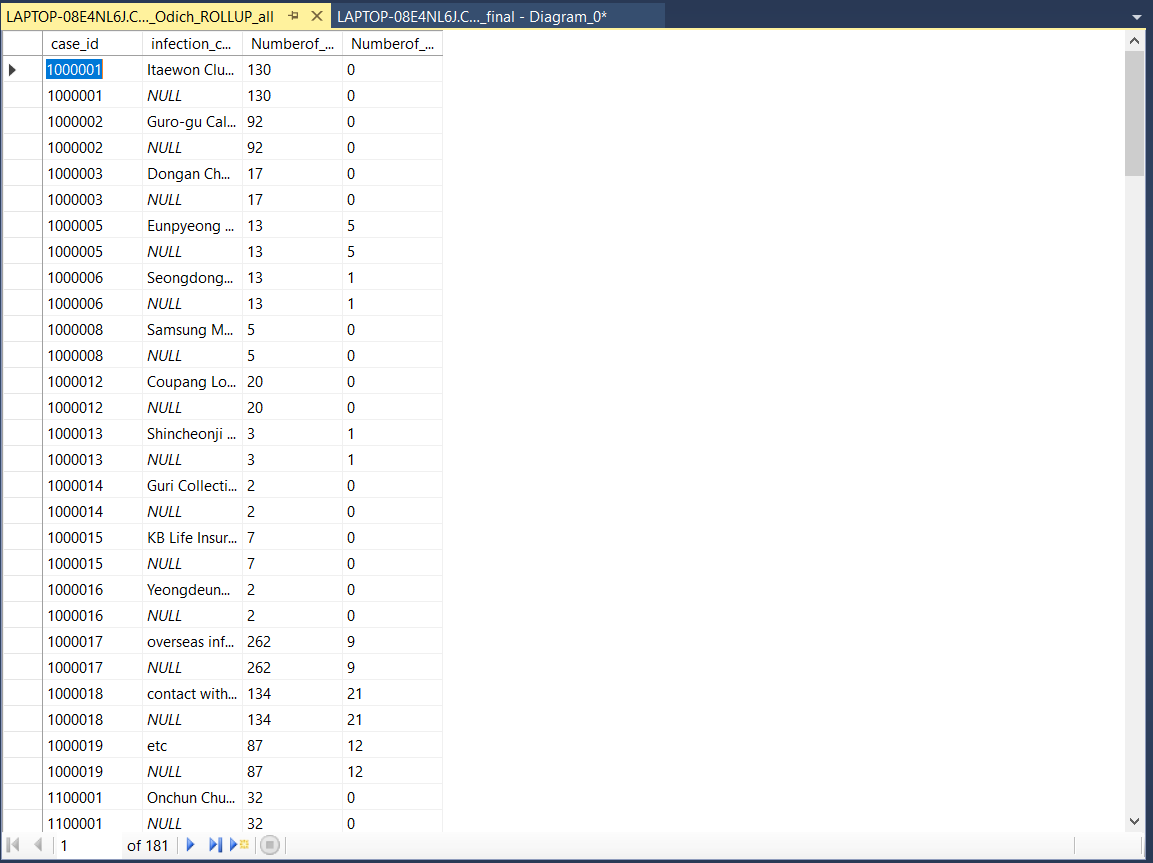 LAPTOP-08E4NL6J.C..._Odich_ROLLUP_all LAPTOP-08E4NL6J.C..._final - Diagram_0*
case_id infection_c... Numberof_... Numberof_...
1000001 Itaewon Clu... 130 0
1000001 NULL 130 0
1000002 Guro-gu Cal... 92 0
1000002 NULL 92 0
1000003 Dongan Ch... 17 0
1000003 NULL 17 0
1000005 Eunpyeong ... 13 5
1000005 NULL 13 5
1000006 Seongdong... 13 1
1000006 NULL 13 1
1000008 Samsung M... 5 0
1000008 NULL 5 0
1000012 Coupang Lo... 20 0
1000012 NULL 20 0
1000013 Shincheonji ... 3 1
1000013 NULL 3 1
1000014 Guri Collecti... 2 0
1000014 NULL 2 0
1000015 KB Life Insur... 7 0
1000015 NULL 7 0
1000016 Yeongdeun... 2 0
1000016 NULL 2 0
1000017 overseas inf... 262 9
1000017 NULL 262 9
1000018 contact with... 134 21
1000018 NULL 134 21
1000019 etc 87 12
1000019 NULL 87 12
1100001 Onchun Chu... 32 0
1100001 NULL 32 0
1 of 181